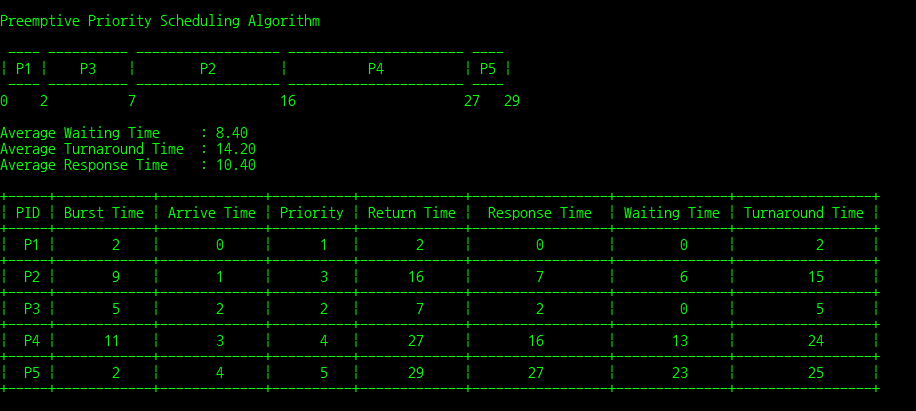 Preemptive Priority Scheduling Algorithm
| P1 | P3 | P2 | P4 | P5 |
0 2 7 16 27 29
Average Waiting Time : 8.40
Average Turnaround Time : 14.20
Average Response Time : 10.40
| PID | Burst Time | Arrive Time | Priority | Return Time | Response Time | Waiting Time | Turnaround Time |
| P1 | 2 | 0 | 1 | 2 | 0 | 0 | 2 |
| P2 | 9 | 1 | 3 | 16 | 7 | 6 | 15 |
| P3 | 5 | 2 | 2 | 7 | 2 | 0 | 5 |
| P4 | 11 | 3 | 4 | 27 | 16 | 13 | 24 |
| P5 | 2 | 4 | 5 | 29 | 27 | 23 | 25 |